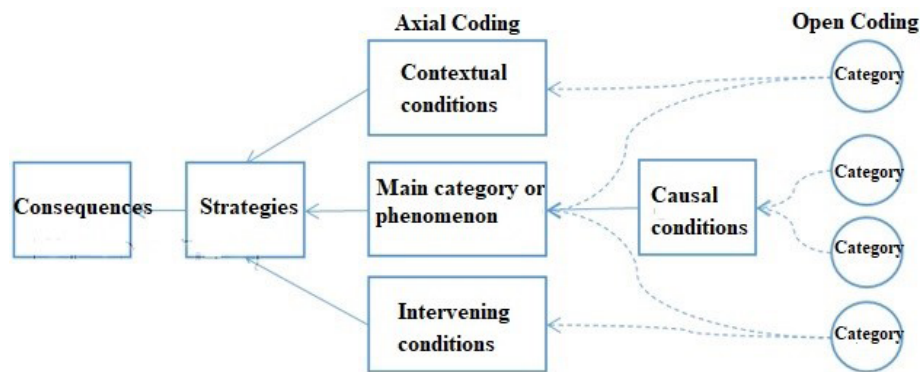 Axial Coding
Open Coding
Contextual
conditions
Category
Consequences
Strategies
Main category or
phenomenon
Causal
conditions
Category
Category
Intervening
conditions
Category